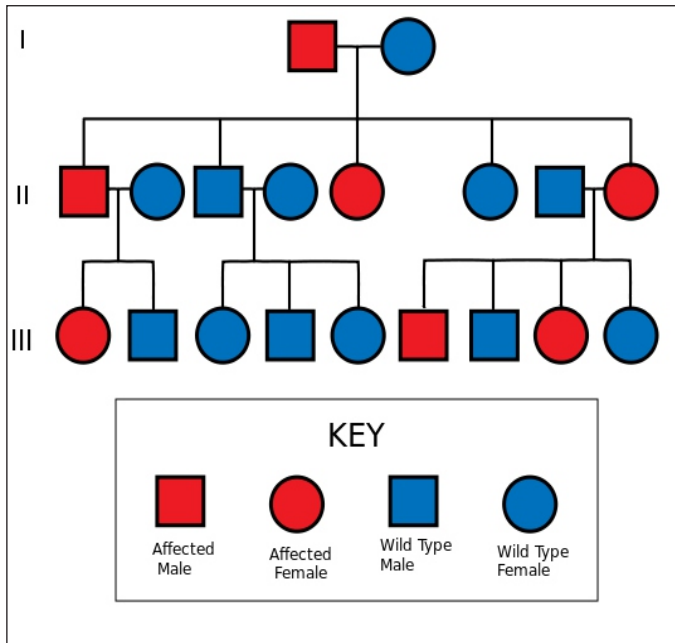 I
II
III
KEY
Affected
Male
Affected
Female
Wild Type
Male
Wild Type
Female